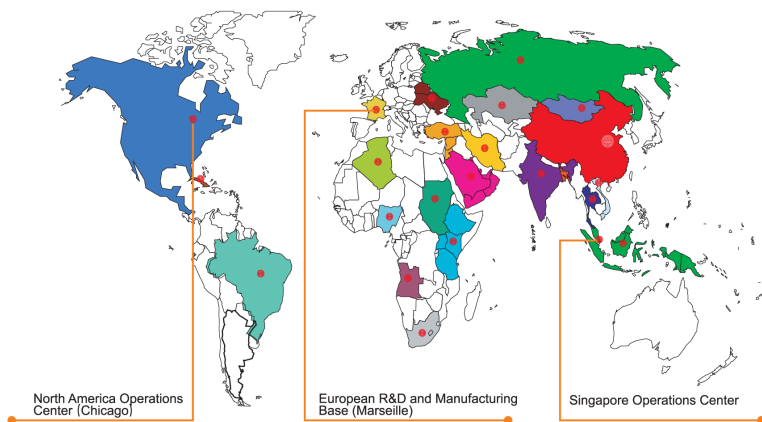 North America Operations
Center (Chicago)
European R&D and Manufacturing
Base (Marseille)
Singapore Operations Center